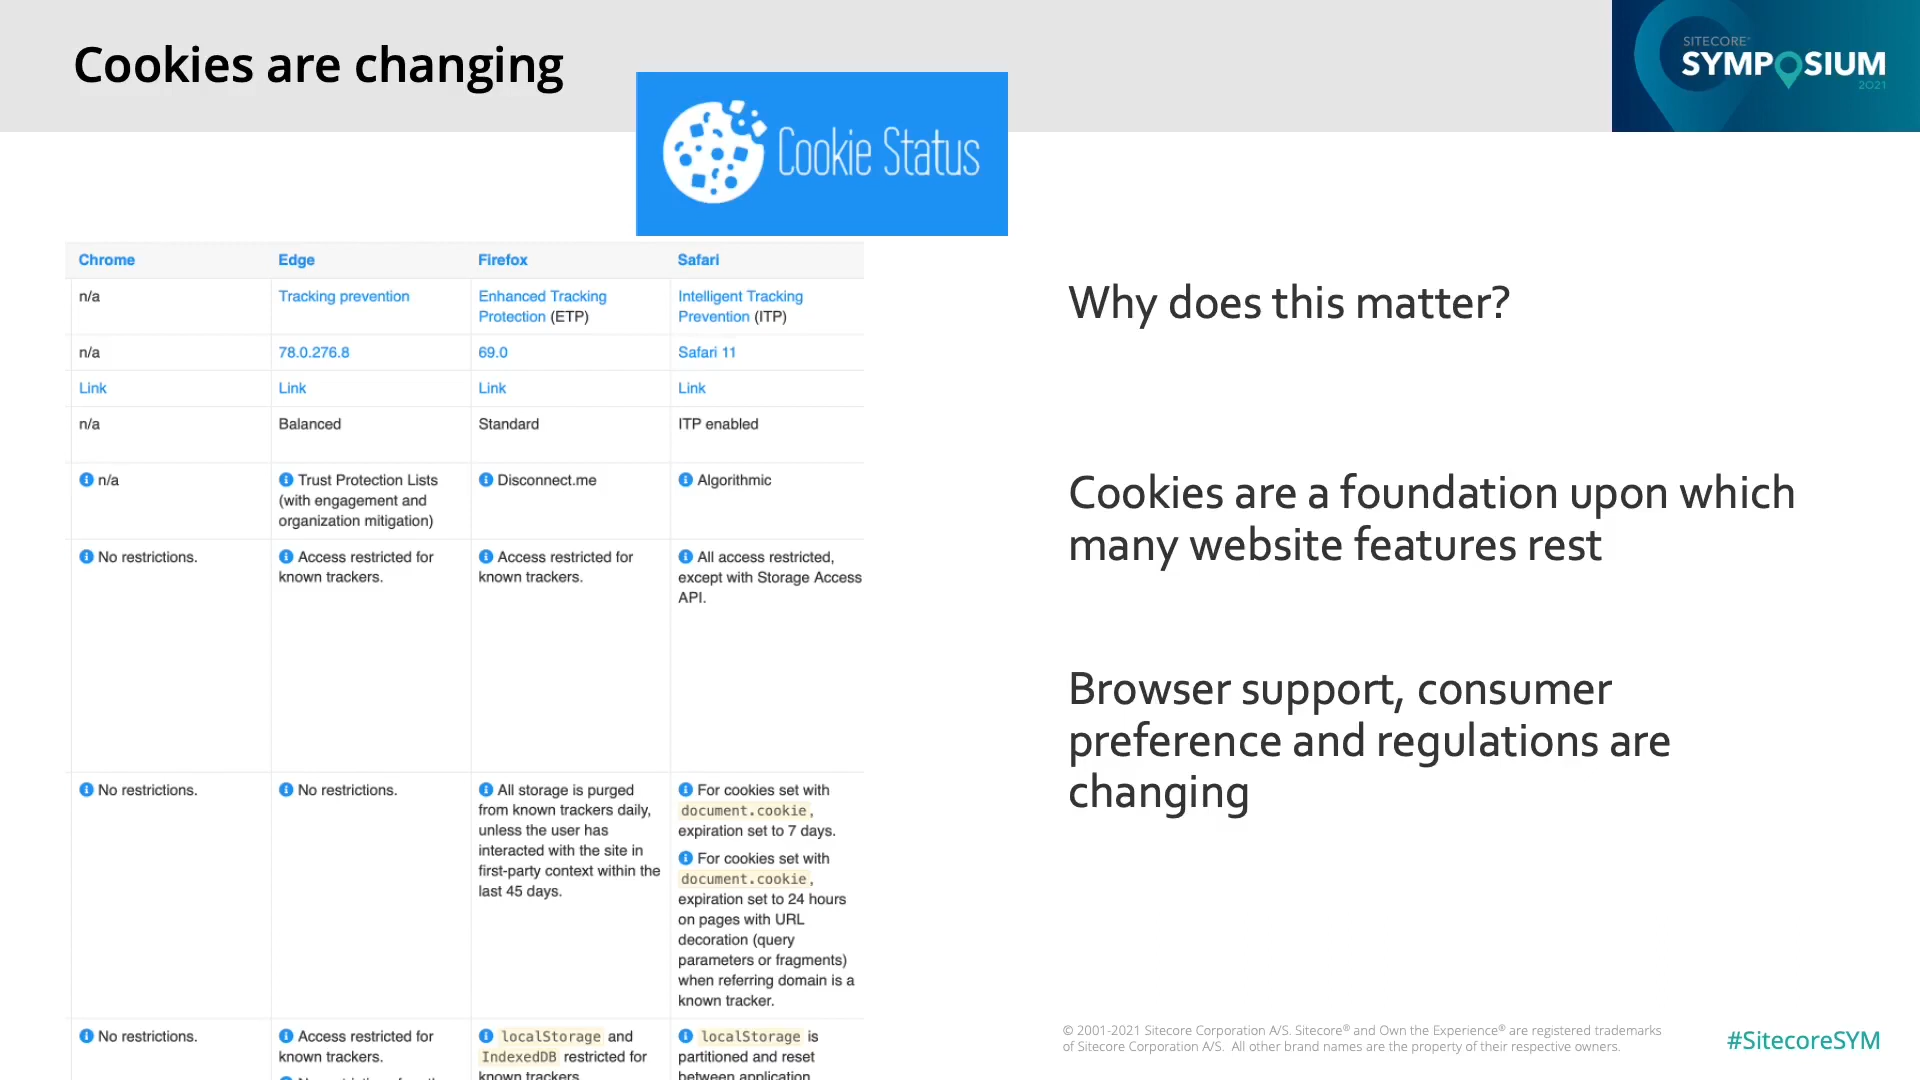 Cookies are changing
SITECORE
SYMPOSIUM
2021
Cookie Status
Chrome
Edge
Firefox
Safari
n/a
Tracking prevention
Enhanced Tracking
Protection (ETP)
Intelligent Tracking
Prevention (ITP)
n/a
78.0.276.8
69.0
Safari 11
Link
Link
Link
Link
n/a
Balanced
Standard
ITP enabled
n/a
Trust Protection Lists
(with engagement and
organization mitigation)
Disconnect.me
Algorithmic
No restrictions.
Access restricted for
known trackers.
Access restricted for
known trackers.
All access restricted,
except with Storage Access
API.
No restrictions.
No restrictions.
All storage is purged
from known trackers daily,
unless the user has
interacted with the site in
first-party context within the
last 45 days.
For cookies set with
document.cookie,
expiration set to 7 days.
For cookies set with
document.cookie,
expiration set to 24 hours
on pages with URL
decoration (query
parameters or fragments)
when referring domain is a
known tracker.
No restrictions.
Access restricted for
known trackers.
localStorage and
IndexedDB restricted for
known trackers
localStorage is
partitioned and reset
between application
Why does this matter?
Cookies are a foundation upon which
many website features rest
Browser support, consumer
preference and regulations are
changing
© 2001-2021 Sitecore Corporation A/S. Sitecore® and Own the Experience® are registered trademarks
of Sitecore Corporation A/S. All other brand names are the property of their respective owners.
#SitecoreSYM